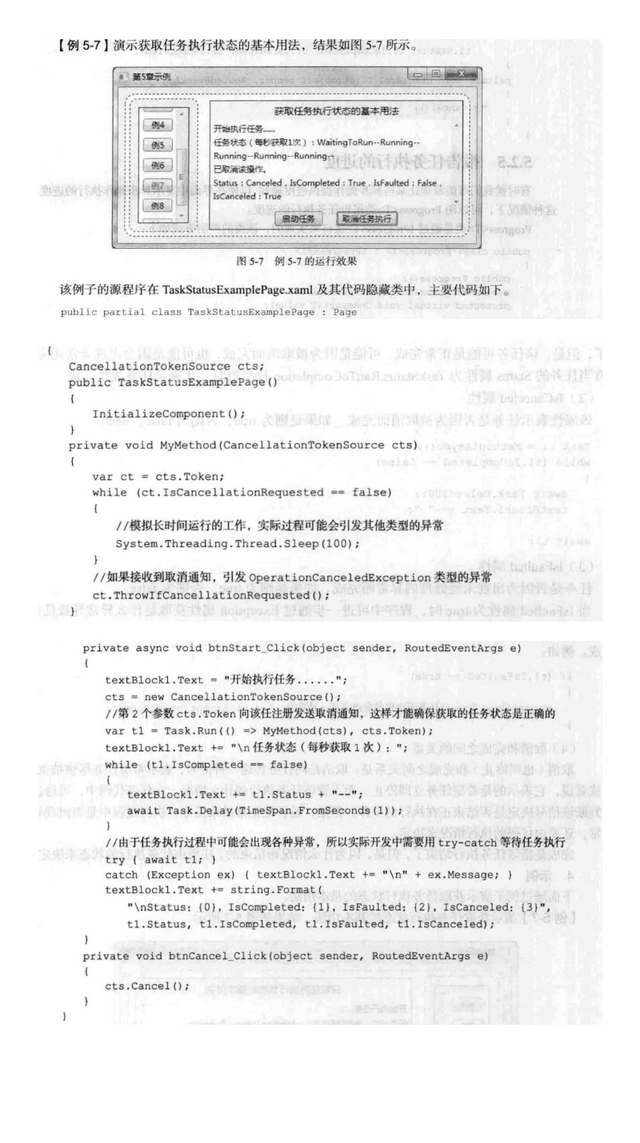 【例 5-7】演示获取任务执行状态的基本用法，结果如图 5-7 所示。
第5章示例
例4
例5
例6
例7
例8
获取任务执行状态的基本用法
开始执行任务......
任务状态（每秒获取1次）：WaitingToRun--Running--
Running--Running--Running--
已取消该操作。
Status：Canceled，IsCompleted：True，IsFaulted：False，
IsCanceled：True
启动任务
取消任务执行
图 5-7 例 5-7 的运行效果
该例子的源程序在 TaskStatusExamplePage.xaml 及其代码隐藏类中，主要代码如下。
public partial class TaskStatusExamplePage : Page
{
CancellationTokenSource cts;
public TaskStatusExamplePage()
{
InitializeComponent();
}
private void MyMethod(CancellationTokenSource cts)
{
var ct = cts.Token;
while (ct.IsCancellationRequested == false)
{
//模拟长时间运行的工作，实际过程可能会引发其他类型的异常
System.Threading.Thread.Sleep(100);
}
//如果接收到取消通知，引发 OperationCanceledException 类型的异常
ct.ThrowIfCancellationRequested();
}
private async void btnStart_Click(object sender, RoutedEventArgs e)
{
textBlock1.Text = "开始执行任务......";
cts = new CancellationTokenSource();
//第 2 个参数 cts.Token 向该任注册发送取消通知，这样才能确保获取的任务状态是正确的
var t1 = Task.Run(() => MyMethod(cts), cts.Token);
textBlock1.Text += "\n 任务状态（每秒获取 1 次）：";
while (t1.IsCompleted == false)
{
textBlock1.Text += t1.Status + "--";
await Task.Delay(TimeSpan.FromSeconds(1));
}
//由于任务执行过程中可能会出现各种异常，所以实际开发中需要用 try-catch 等待任务执行
try { await t1; }
catch (Exception ex) { textBlock1.Text += "\n" + ex.Message; }
textBlock1.Text += string.Format(
"\nStatus: {0}, IsCompleted: {1}, IsFaulted: {2}, IsCanceled: {3}",
t1.Status, t1.IsCompleted, t1.IsFaulted, t1.IsCanceled);
}
private void btnCancel_Click(object sender, RoutedEventArgs e)
{
cts.Cancel();
}
}